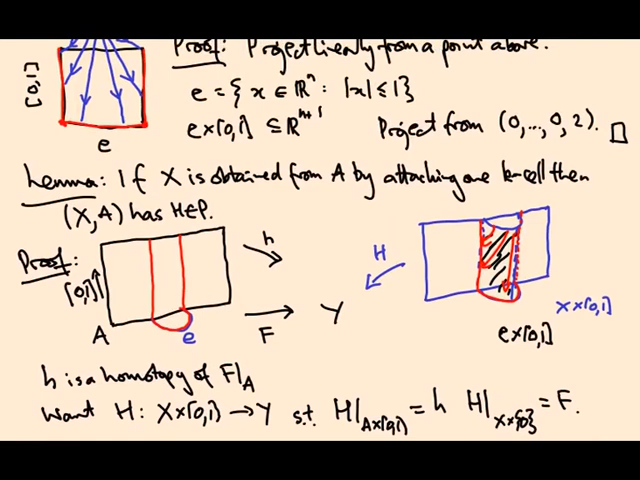 Proof: Project linearly from a point above.
[0,1]
e = { x ∈ ℝⁿ : |x| ≤ 1 }
e × [0,1] ⊆ ℝⁿ⁺¹
Project from (0,...,0,2). □
e
Lemma: If X is obtained from A by attaching one k-cell then
(X,A) has HEP.
Proof:
h
H
[0,1]
Y
X×[0,1]
A
e
F
e×[0,1]
h is a homotopy of F|_A
Want H: X×[0,1] → Y s.t. H|_{A×[0,1]} = h H|_{X×{0}} = F.